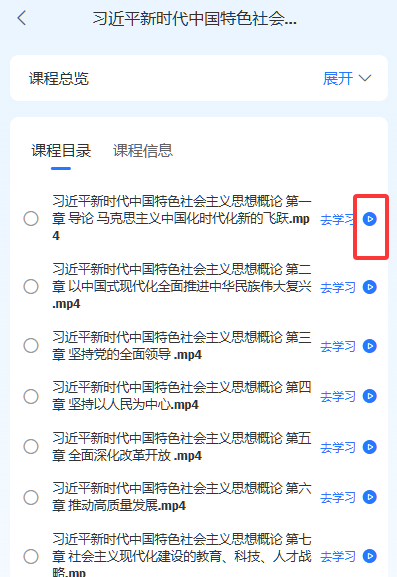 习近平新时代中国特色社会...
课程总览
展开
课程目录
课程信息
习近平新时代中国特色社会主义思想概论 第一
章 导论 马克思主义中国化时代化新的飞跃.mp
4
去学习
习近平新时代中国特色社会主义思想概论 第二
章 以中国式现代化全面推进中华民族伟大复兴
.mp4
去学习
习近平新时代中国特色社会主义思想概论 第三
章 坚持党的全面领导 .mp4
去学习
习近平新时代中国特色社会主义思想概论 第四
章 坚持以人民为中心.mp4
去学习
习近平新时代中国特色社会主义思想概论 第五
章 全面深化改革开放 .mp4
去学习
习近平新时代中国特色社会主义思想概论 第六
章 推动高质量发展.mp4
去学习
习近平新时代中国特色社会主义思想概论 第七
章 社会主义现代化建设的教育、科技、人才战
略.mp
去学习